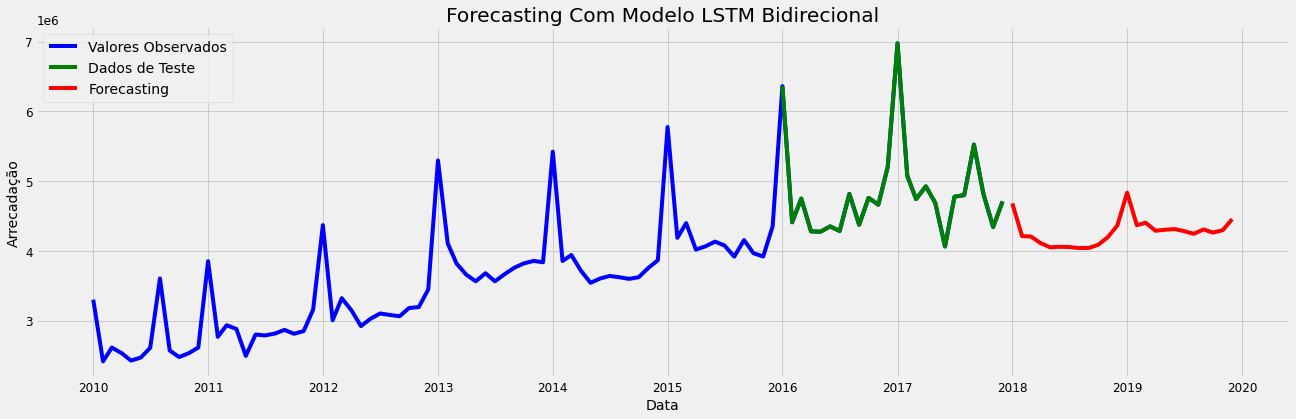 Forecasting Com Modelo LSTM Bidirecional
1e6
Valores Observados
Dados de Teste
Forecasting
7
6
5
4
3
Arrecadação
2010 2011 2012 2013 2014 2015 2016 2017 2018 2019 2020
Data